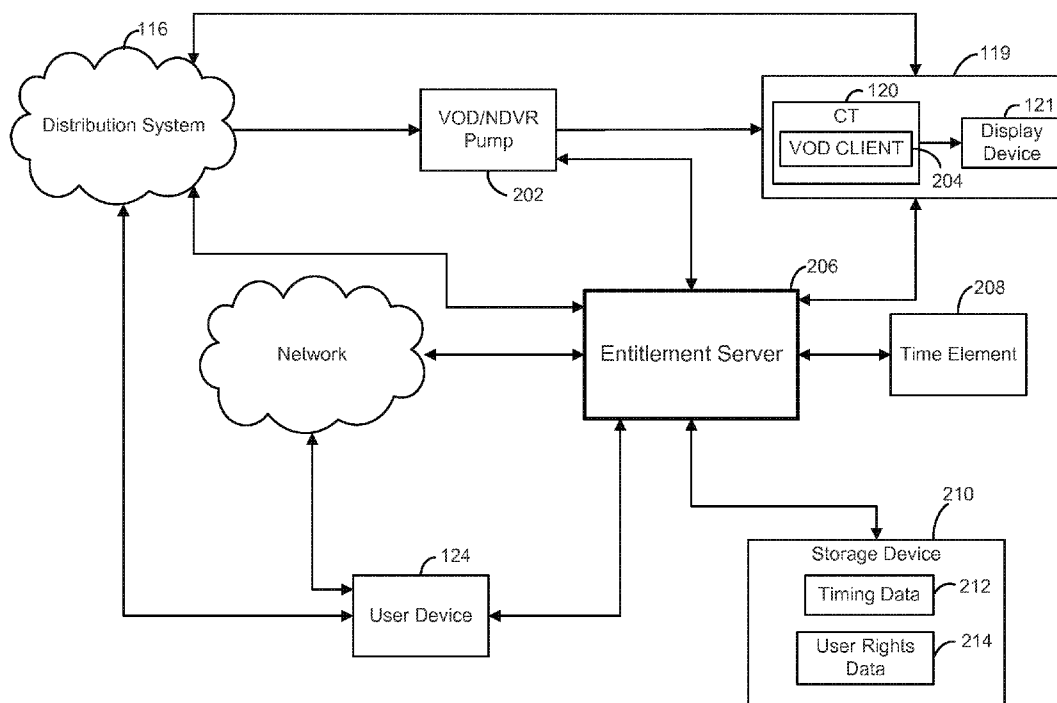 116
Distribution System
VOD/NDVR
Pump
202
119
120
CT
VOD CLIENT
204
121
Display
Device
206
Entitlement Server
208
Time Element
Network
124
User Device
210
Storage Device
Timing Data
212
User Rights
Data
214